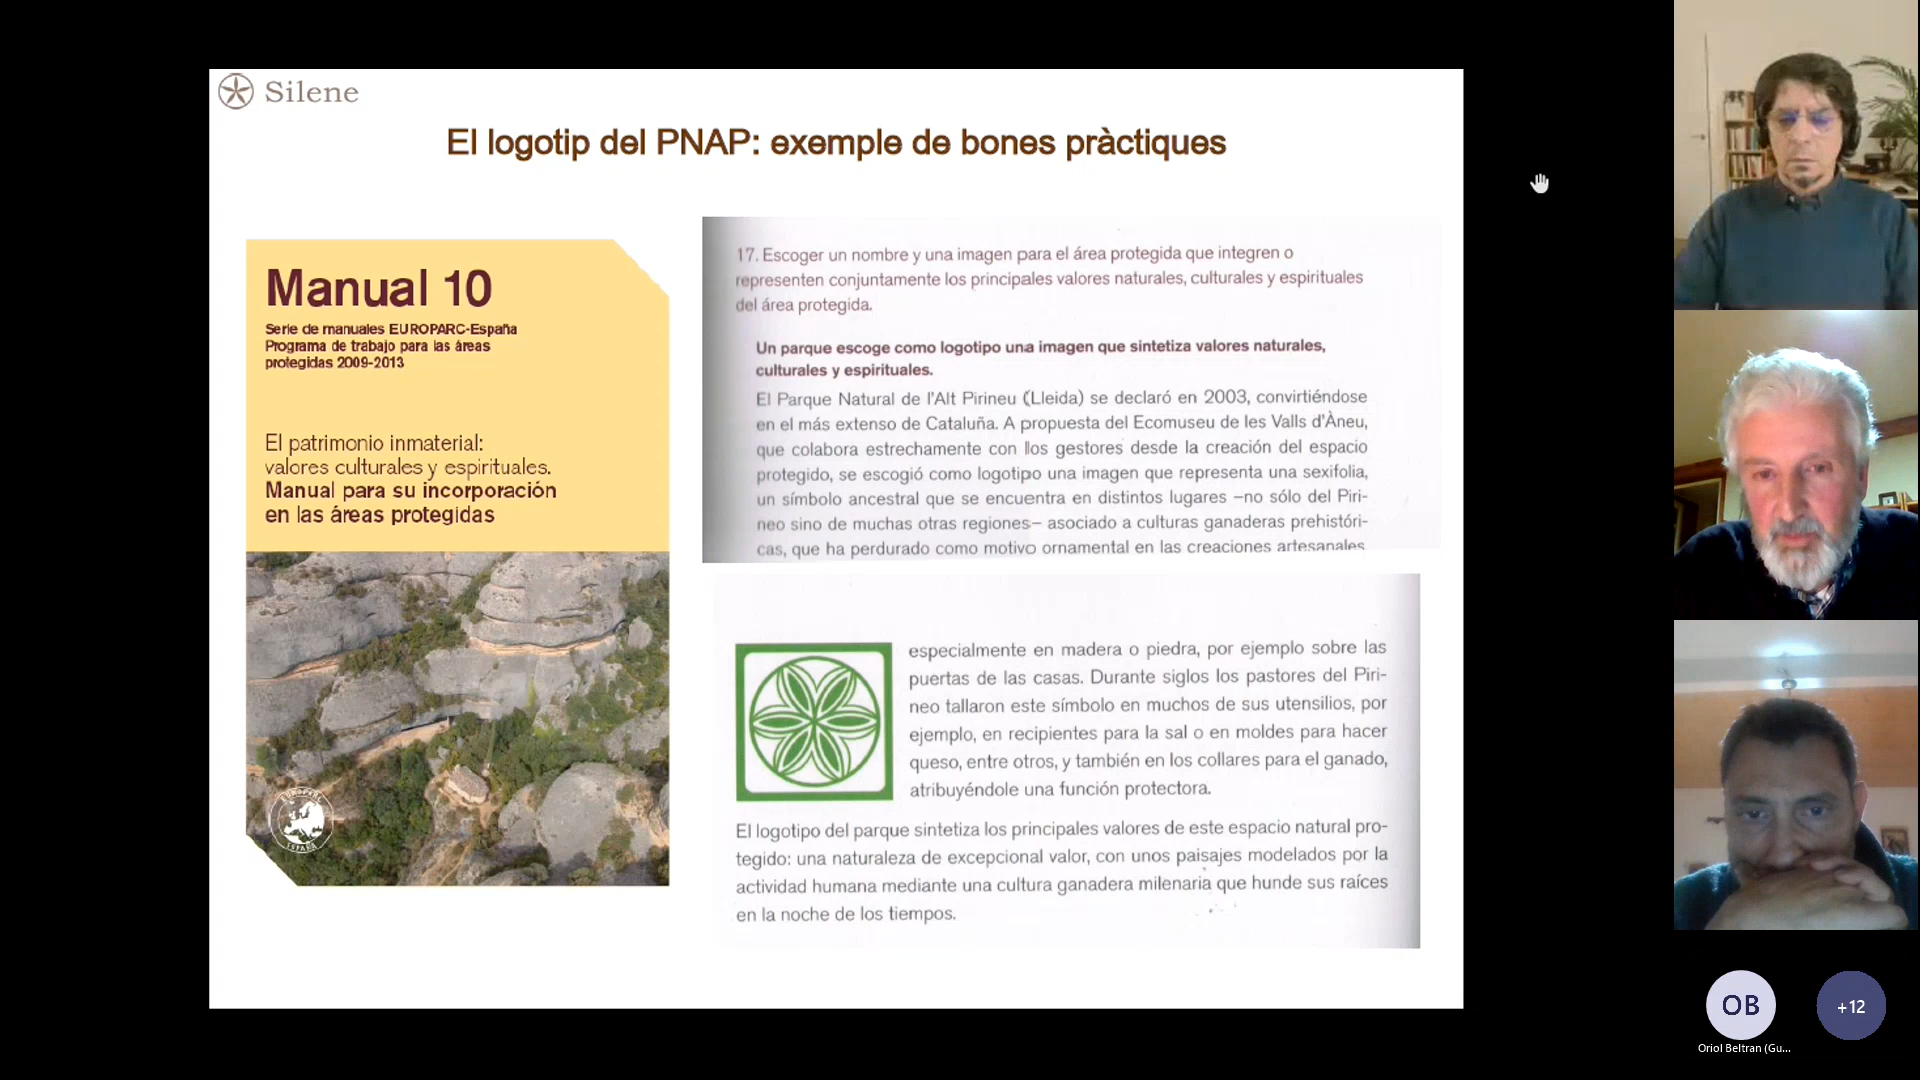 Silene
El logotip del PNAP: exemple de bones pràctiques
Manual 10
Serie de manuales EUROPARC-España
Programa de trabajo para las áreas
protegidas 2009-2013
El patrimonio inmaterial:
valores culturales y espirituales.
Manual para su incorporación
en las áreas protegidas
EUROPARC
ESPAÑA
17. Escoger un nombre y una imagen para el área protegida que integren o
representen conjuntamente los principales valores naturales, culturales y espirituales
del área protegida.
Un parque escoge como logotipo una imagen que sintetiza valores naturales,
culturales y espirituales.
El Parque Natural de l'Alt Pirineu (Lleida) se declaró en 2003, convirtiéndose
en el más extenso de Cataluña. A propuesta del Ecomuseu de les Valls d'Àneu,
que colabora estrechamente con los gestores desde la creación del espacio
protegido, se escogió como logotipo una imagen que representa una sexifolia,
un símbolo ancestral que se encuentra en distintos lugares –no sólo del Piri-
neo sino de muchas otras regiones– asociado a culturas ganaderas prehistóri-
cas, que ha perdurado como motivo ornamental en las creaciones artesanales,
especialmente en madera o piedra, por ejemplo sobre las
puertas de las casas. Durante siglos los pastores del Piri-
neo tallaron este símbolo en muchos de sus utensilios, por
ejemplo, en recipientes para la sal o en moldes para hacer
queso, entre otros, y también en los collares para el ganado,
atribuyéndole una función protectora.
El logotipo del parque sintetiza los principales valores de este espacio natural pro-
tegido: una naturaleza de excepcional valor, con unos paisajes modelados por la
actividad humana mediante una cultura ganadera milenaria que hunde sus raíces
en la noche de los tiempos.
OB
+12
Oriol Beltran (Gu...